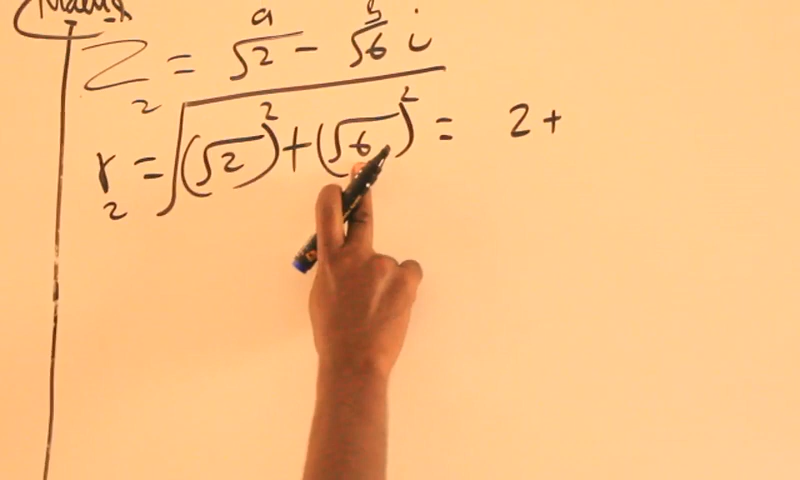 a b
Z₂ = √2 − √6 i
r₂ = √((√2)² + (√6)²) = 2 +